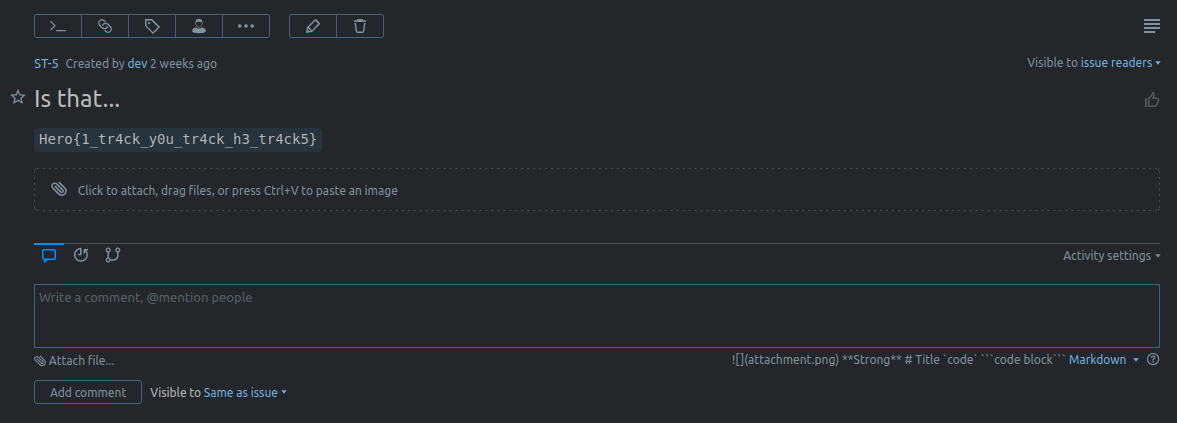 ST-5 Created by dev 2 weeks ago Visible to issue readers
Is that...
Hero{1_tr4ck_y0u_tr4ck_h3_tr4ck5}
Click to attach, drag files, or press Ctrl+V to paste an image
Activity settings
Write a comment, @mention people
Attach file... ![](attachment.png) **Strong** # Title `code` ```code block``` Markdown
Add comment Visible to Same as issue